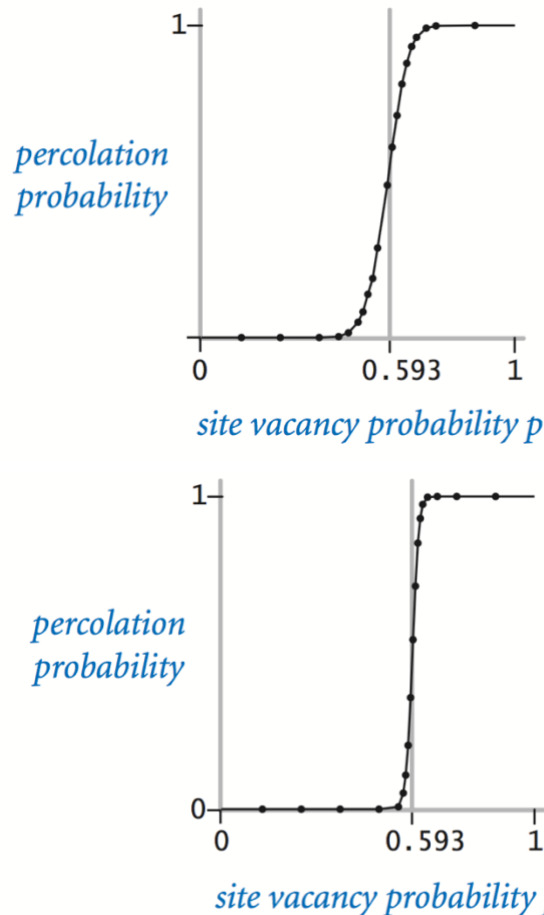 1
percolation
probability
0 0.593 1
site vacancy probability p
1
percolation
probability
0
0 0.593 1
site vacancy probability